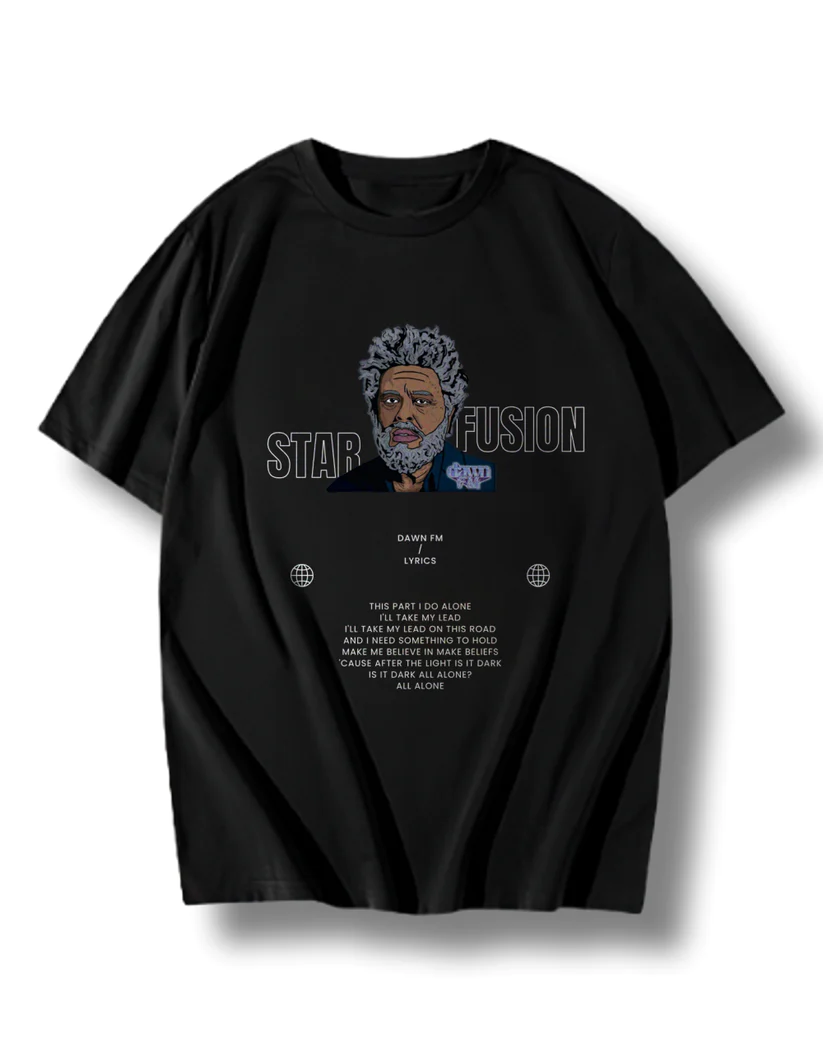 STAR
FUSION
DAWN
FM
DAWN FM
/
LYRICS
THIS PART I DO ALONE
I'LL TAKE MY LEAD
I'LL TAKE MY LEAD ON THIS ROAD
AND I NEED SOMETHING TO HOLD
MAKE ME BELIEVE IN MAKE BELIEFS
'CAUSE AFTER THE LIGHT IS IT DARK
IS IT DARK ALL ALONE?
ALL ALONE